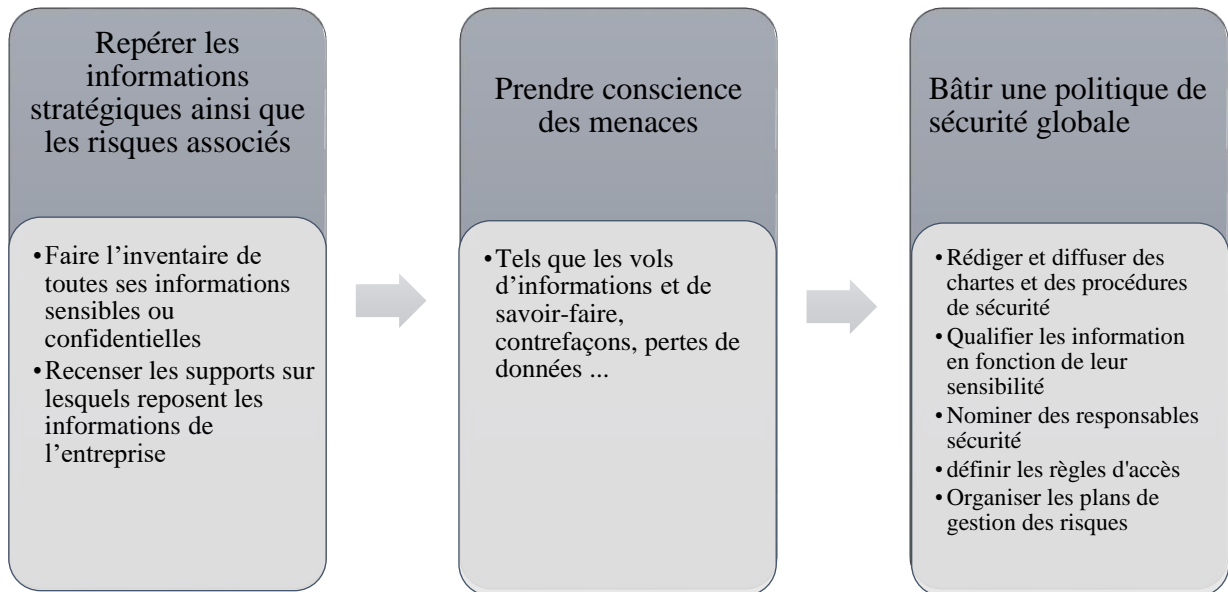 Repérer les
informations
stratégiques ainsi que
les risques associés
•Faire l’inventaire de
toutes ses informations
sensibles ou
confidentielles
•Recenser les supports sur
lesquels reposent les
informations de
l’entreprise
Prendre conscience
des menaces
•Tels que les vols
d’informations et de
savoir-faire,
contrefaçons, pertes de
données ...
Bâtir une politique de
sécurité globale
•Rédiger et diffuser des
chartes et des procédures
de sécurité
•Qualifier les information
en fonction de leur
sensibilité
•Nominer des responsables
sécurité
•définir les règles d'accès
•Organiser les plans de
gestion des risques